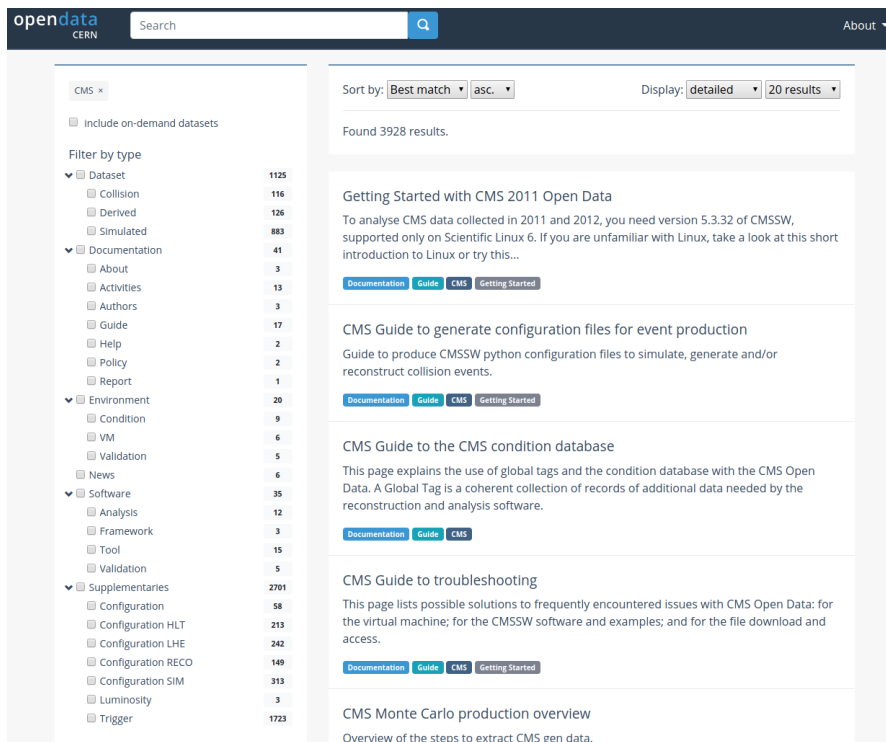 opendata
CERN
Search
About
CMS ×
include on-demand datasets
Filter by type
Dataset 1125
Collision 116
Derived 126
Simulated 883
Documentation 41
About 3
Activities 13
Authors 3
Guide 17
Help 2
Policy 2
Report 1
Environment 20
Condition 9
VM 6
Validation 5
News 6
Software 35
Analysis 12
Framework 3
Tool 15
Validation 5
Supplementaries 2701
Configuration 58
Configuration HLT 213
Configuration LHE 242
Configuration RECO 149
Configuration SIM 313
Luminosity 3
Trigger 1723
Sort by: Best match asc. Display: detailed 20 results
Found 3928 results.
Getting Started with CMS 2011 Open Data
To analyse CMS data collected in 2011 and 2012, you need version 5.3.32 of CMSSW,
supported only on Scientific Linux 6. If you are unfamiliar with Linux, take a look at this short
introduction to Linux or try this...
Documentation Guide CMS Getting Started
CMS Guide to generate configuration files for event production
Guide to produce CMSSW python configuration files to simulate, generate and/or
reconstruct collision events.
Documentation Guide CMS Getting Started
CMS Guide to the CMS condition database
This page explains the use of global tags and the condition database with the CMS Open
Data. A Global Tag is a coherent collection of records of additional data needed by the
reconstruction and analysis software.
Documentation Guide CMS
CMS Guide to troubleshooting
This page lists possible solutions to frequently encountered issues with CMS Open Data: for
the virtual machine; for the CMSSW software and examples; and for the file download and
access.
Documentation Guide CMS Getting Started
CMS Monte Carlo production overview
Overview of the steps to extract CMS gen data.